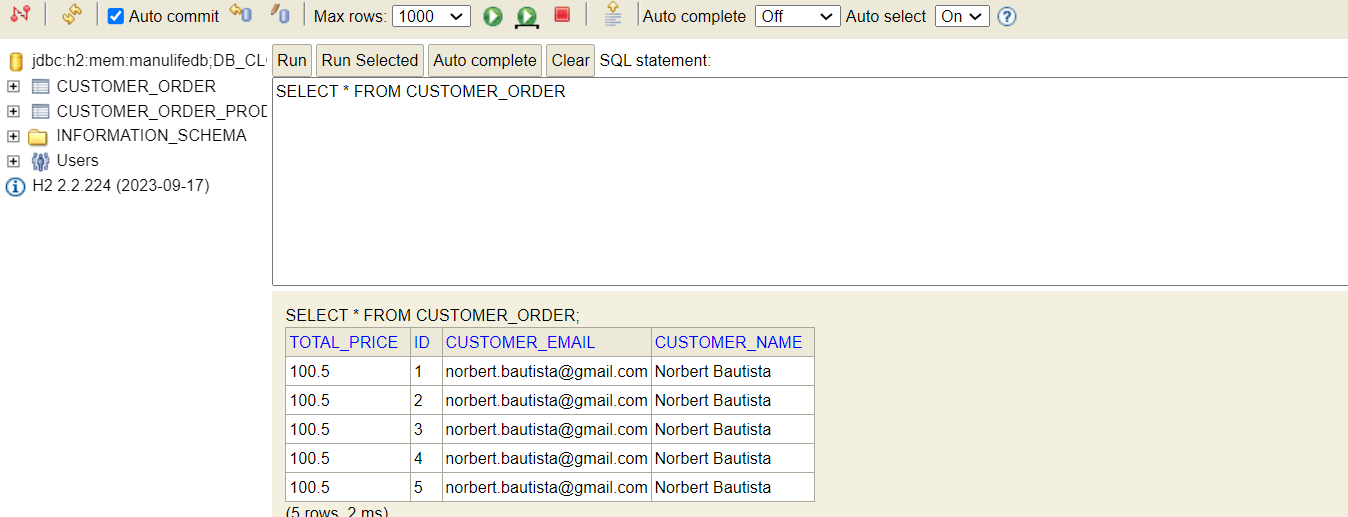 Auto commit Max rows: 1000 Auto complete Off Auto select On ?
jdbc:h2:mem:manulifedb;DB_CLO
CUSTOMER_ORDER
CUSTOMER_ORDER_PROD
INFORMATION_SCHEMA
Users
H2 2.2.224 (2023-09-17)
Run Run Selected Auto complete Clear SQL statement:
SELECT * FROM CUSTOMER_ORDER
SELECT * FROM CUSTOMER_ORDER;
TOTAL_PRICE ID CUSTOMER_EMAIL CUSTOMER_NAME
100.5 1 norbert.bautista@gmail.com Norbert Bautista
100.5 2 norbert.bautista@gmail.com Norbert Bautista
100.5 3 norbert.bautista@gmail.com Norbert Bautista
100.5 4 norbert.bautista@gmail.com Norbert Bautista
100.5 5 norbert.bautista@gmail.com Norbert Bautista
(5 rows, 2 ms)